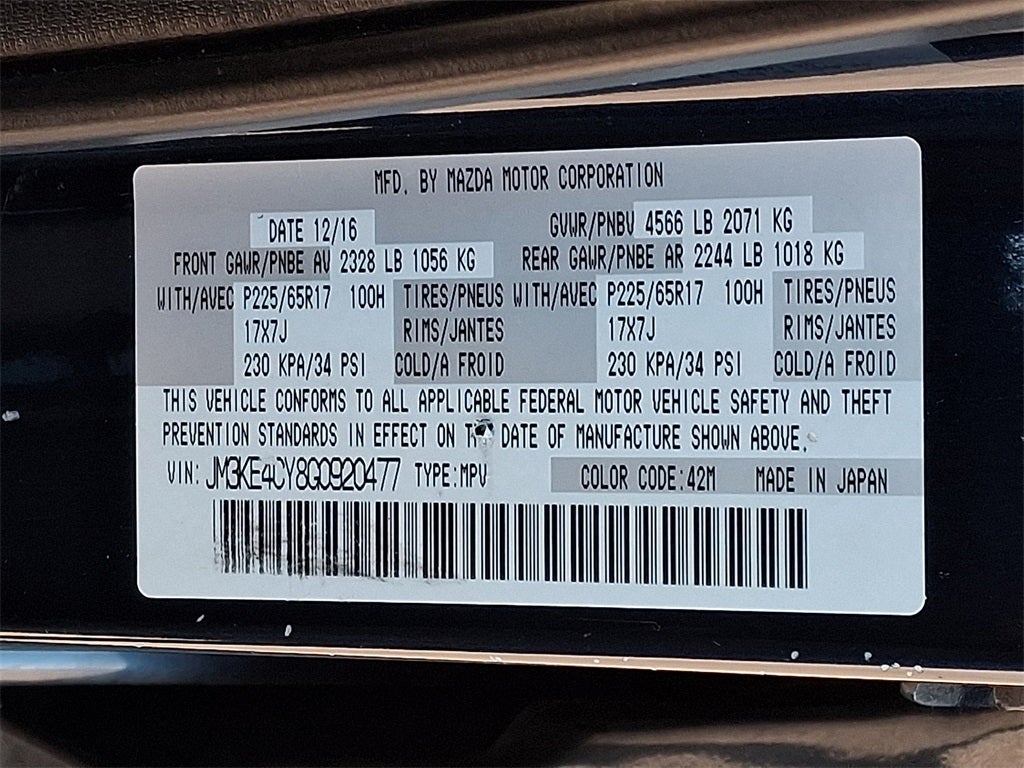 MFD. BY MAZDA MOTOR CORPORATION
DATE 12/16 GVWR/PNBV 4566 LB 2071 KG
FRONT GAWR/PNBE AV 2328 LB 1056 KG REAR GAWR/PNBE AR 2244 LB 1018 KG
WITH/AVEC P225/65R17 100H TIRES/PNEUS WITH/AVEC P225/65R17 100H TIRES/PNEUS
17X7J RIMS/JANTES 17X7J RIMS/JANTES
230 KPA/34 PSI COLD/A FROID 230 KPA/34 PSI COLD/A FROID
THIS VEHICLE CONFORMS TO ALL APPLICABLE FEDERAL MOTOR VEHICLE SAFETY AND THEFT
PREVENTION STANDARDS IN EFFECT ON THE DATE OF MANUFACTURE SHOWN ABOVE.
VIN: JM3KE4CY8G0920477 TYPE:MPV COLOR CODE:42M MADE IN JAPAN